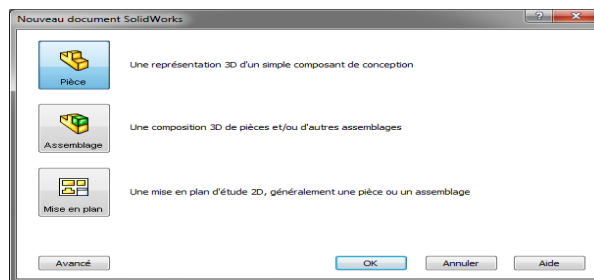 Nouveau document SolidWorks
Pièce
Une représentation 3D d'un simple composant de conception
Assemblage
Une composition 3D de pièces et/ou d'autres assemblages
Mise en plan
Une mise en plan d'étude 2D, généralement une pièce ou un assemblage
Avancé OK Annuler Aide